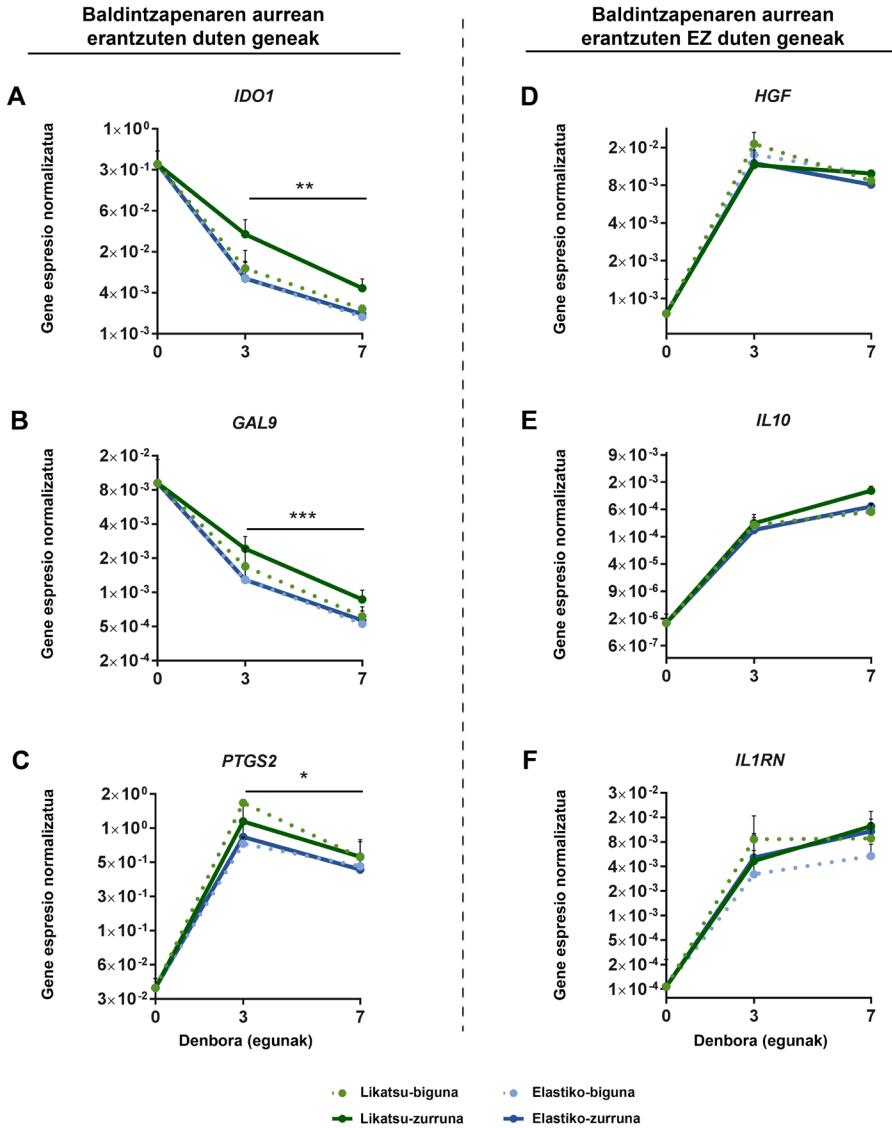 Baldintzapenaren aurrean
erantzuten duten geneak
Baldintzapenaren aurrean
erantzuten EZ duten geneak
A
IDO1
Gene espresio normalizatua
1×10⁰
3×10⁻¹
6×10⁻²
2×10⁻²
4×10⁻³
1×10⁻³
**
0 3 7
B
GAL9
Gene espresio normalizatua
2×10⁻²
8×10⁻³
4×10⁻³
2×10⁻³
1×10⁻³
5×10⁻⁴
2×10⁻⁴
***
0 3 7
C
PTGS2
Gene espresio normalizatua
2×10⁰
1×10⁰
5×10⁻¹
3×10⁻¹
1×10⁻¹
6×10⁻²
3×10⁻²
*
0 3 7
Denbora (egunak)
D
HGF
Gene espresio normalizatua
2×10⁻²
8×10⁻³
4×10⁻³
2×10⁻³
1×10⁻³
0 3 7
E
IL10
Gene espresio normalizatua
9×10⁻³
2×10⁻³
6×10⁻⁴
1×10⁻⁴
4×10⁻⁵
9×10⁻⁶
2×10⁻⁶
6×10⁻⁷
0 3 7
F
IL1RN
Gene espresio normalizatua
3×10⁻²
2×10⁻²
8×10⁻³
4×10⁻³
2×10⁻³
1×10⁻³
5×10⁻⁴
2×10⁻⁴
1×10⁻⁴
0 3 7
Denbora (egunak)
Likatsu-biguna
Elastiko-biguna
Likatsu-zurruna
Elastiko-zurruna